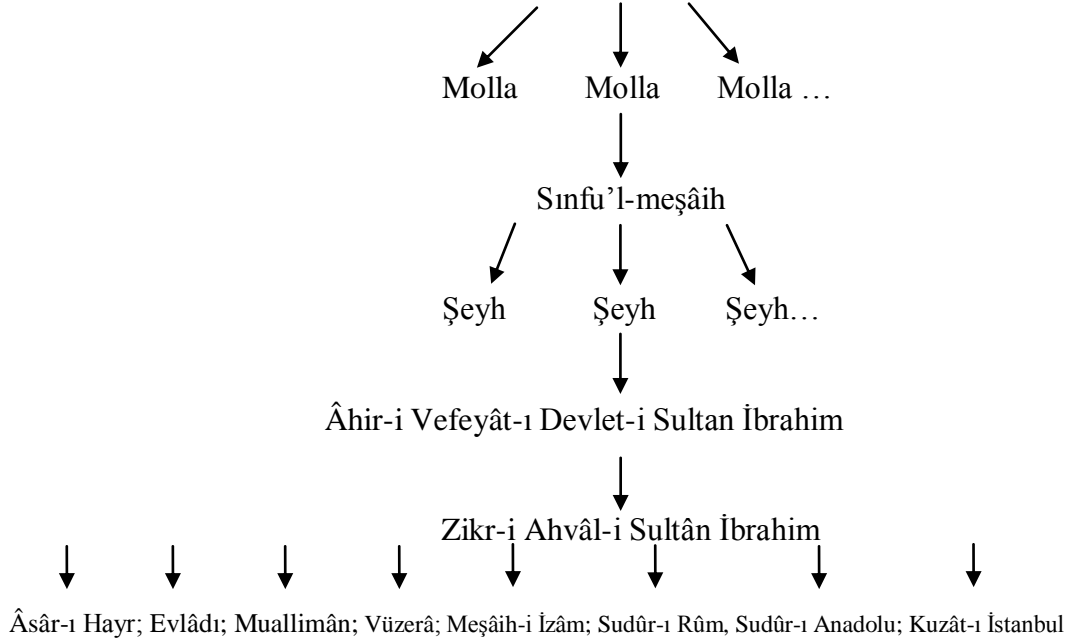 Molla Molla Molla …
Sınfu’l-meşâih
Şeyh Şeyh Şeyh…
Âhir-i Vefeyât-ı Devlet-i Sultan İbrahim
Zikr-i Ahvâl-i Sultân İbrahim
Âsâr-ı Hayr; Evlâdı; Muallimân; Vüzerâ; Meşâih-i İzâm; Sudûr-ı Rûm, Sudûr-ı Anadolu; Kuzât-ı İstanbul